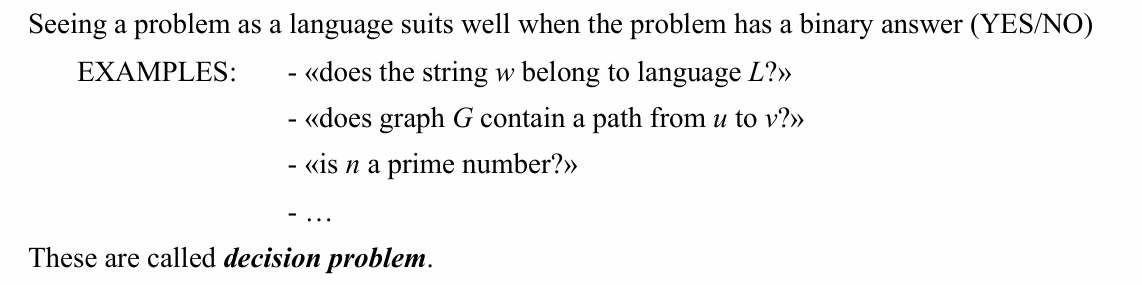 Seeing a problem as a language suits well when the problem has a binary answer (YES/NO)
EXAMPLES: - «does the string w belong to language L?»
- «does graph G contain a path from u to v?»
- «is n a prime number?»
- …
These are called decision problem.